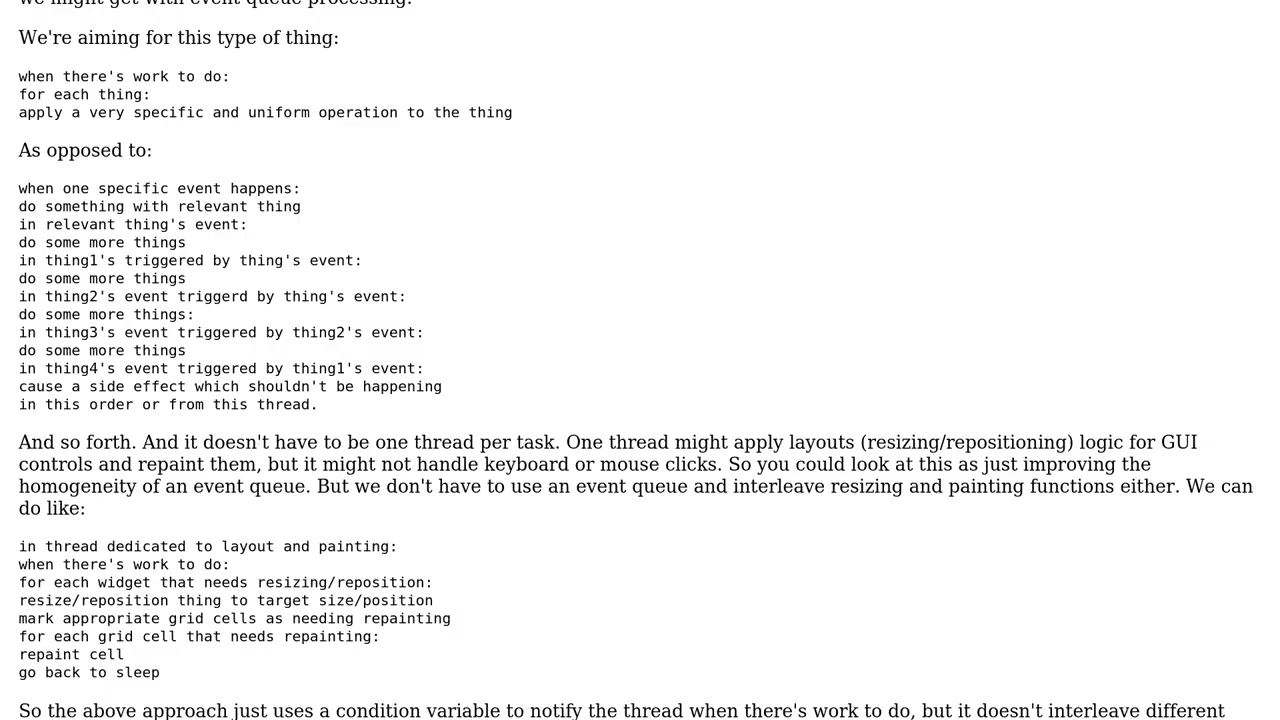 we might get with event queue processing.
We're aiming for this type of thing:
when there's work to do:
for each thing:
apply a very specific and uniform operation to the thing
As opposed to:
when one specific event happens:
do something with relevant thing
in relevant thing's event:
do some more things
in thing1's triggered by thing's event:
do some more things
in thing2's event triggerd by thing's event:
do some more things:
in thing3's event triggered by thing2's event:
do some more things
in thing4's event triggered by thing1's event:
cause a side effect which shouldn't be happening
in this order or from this thread.
And so forth. And it doesn't have to be one thread per task. One thread might apply layouts (resizing/repositioning) logic for GUI
controls and repaint them, but it might not handle keyboard or mouse clicks. So you could look at this as just improving the
homogeneity of an event queue. But we don't have to use an event queue and interleave resizing and painting functions either. We can
do like:
in thread dedicated to layout and painting:
when there's work to do:
for each widget that needs resizing/reposition:
resize/reposition thing to target size/position
mark appropriate grid cells as needing repainting
for each grid cell that needs repainting:
repaint cell
go back to sleep
So the above approach just uses a condition variable to notify the thread when there's work to do, but it doesn't interleave different